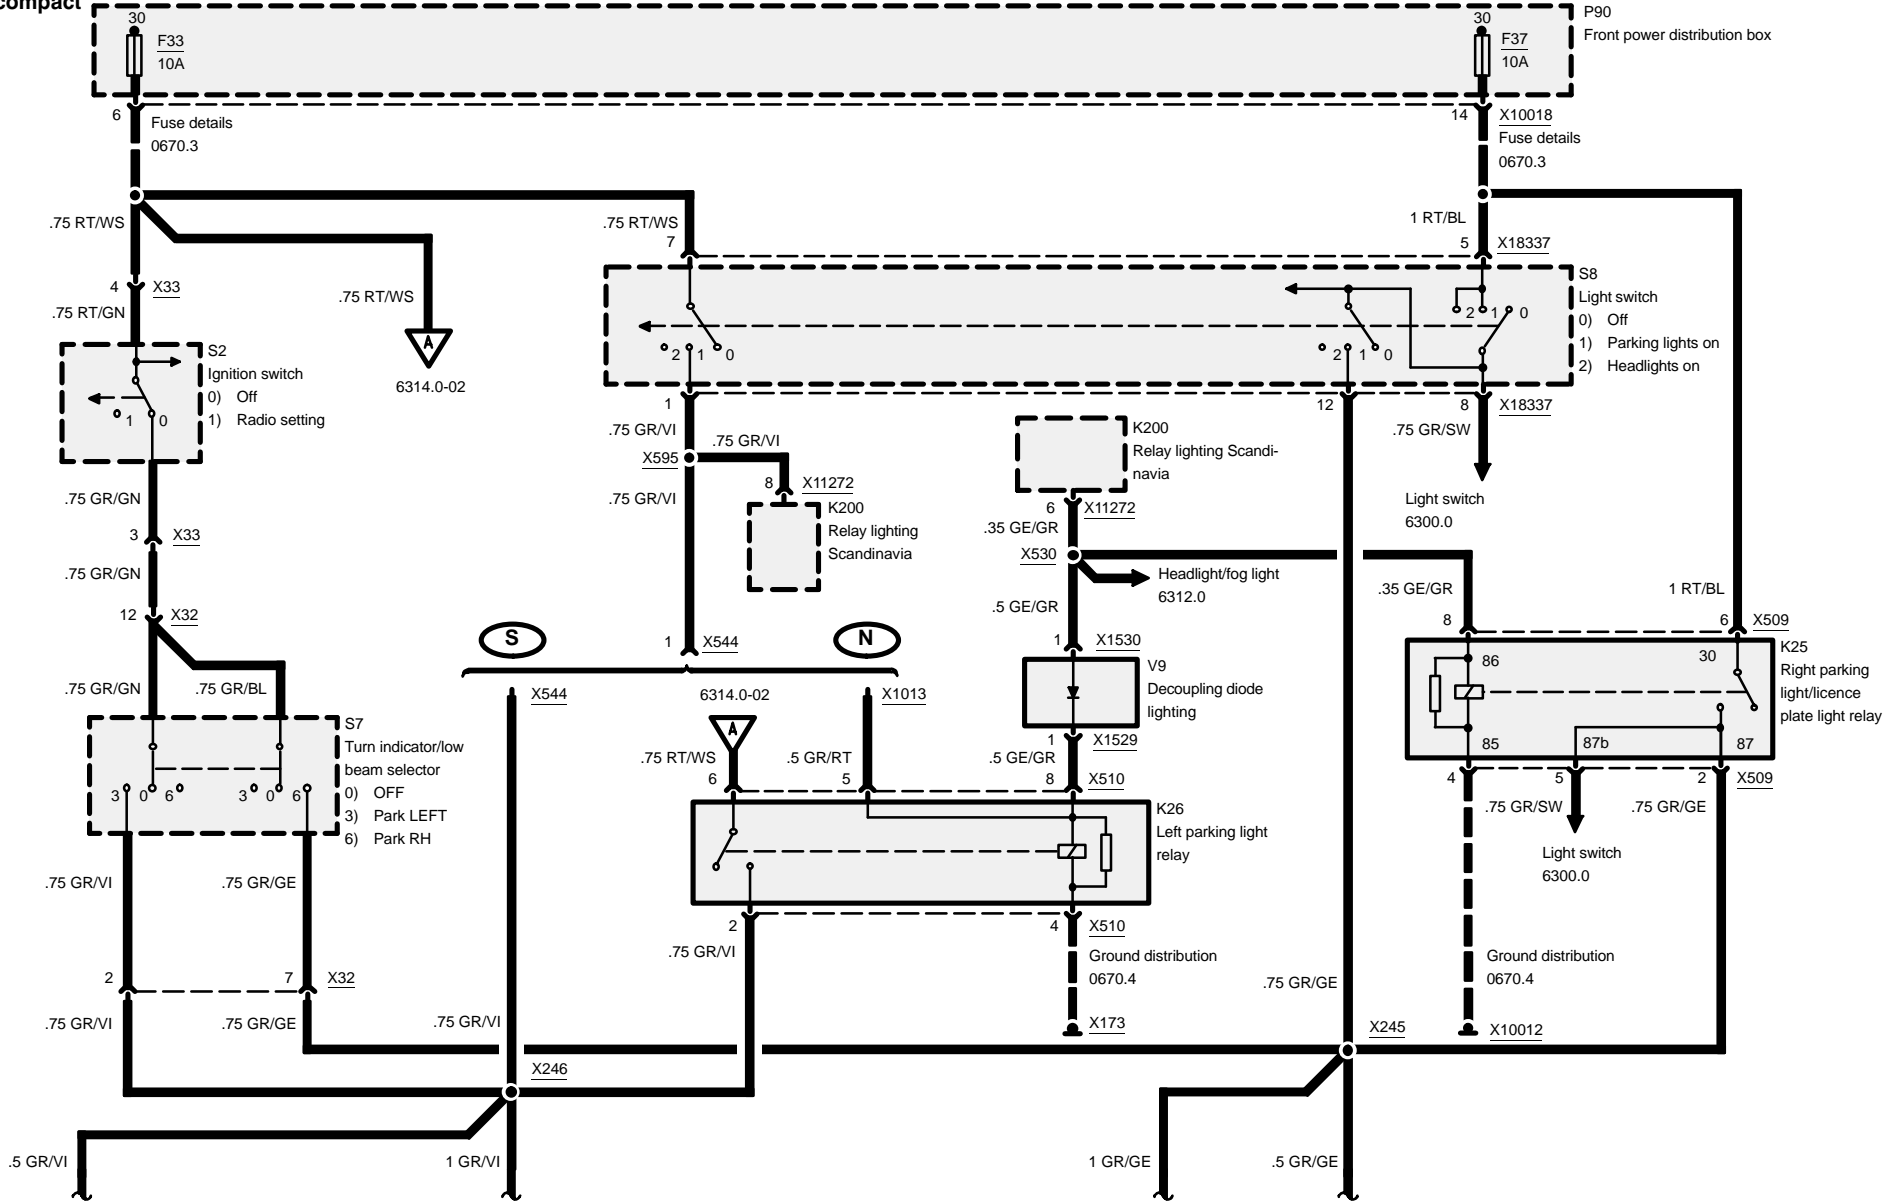 compact
30
F33
10A
30
F37
10A
P90
Front power distribution box
6
Fuse details
0670.3
14
X10018
Fuse details
0670.3
.75 RT/WS
.75 RT/WS
7
1 RT/BL
5
X18337
4
X33
.75 RT/GN
.75 RT/WS
A
6314.0-02
S2
Ignition switch
0) Off
1) Radio setting
1 0
2 1 0
2 1 0
2 1 0
S8
Light switch
0) Off
1) Parking lights on
2) Headlights on
1
12
8
X18337
.75 GR/VI
.75 GR/VI
X595
.75 GR/VI
8
X11272
K200
Relay lighting
Scandinavia
K200
Relay lighting Scandi-
navia
6
X11272
.35 GE/GR
X530
Headlight/fog light
6312.0
.5 GE/GR
.75 GR/SW
Light switch
6300.0
.75 GR/GN
3
X33
.75 GR/GN
12
X32
.75 GR/GN
.75 GR/BL
S7
Turn indicator/low
beam selector
0) OFF
3) Park LEFT
6) Park RH
3 0 6
3 0 6
S
N
1
X544
X544
6314.0-02
A
X1013
.75 RT/WS
6
.5 GR/RT
5
1
X1530
V9
Decoupling diode
lighting
1
X1529
.5 GE/GR
8
X510
K26
Left parking light
relay
.35 GE/GR
8
1 RT/BL
6
X509
86
30
85
87b
87
K25
Right parking
light/licence
plate light relay
4
5
2
X509
.75 GR/SW
.75 GR/GE
Light switch
6300.0
.75 GR/VI
.75 GR/GE
2
.75 GR/VI
4
X510
Ground distribution
0670.4
X173
Ground distribution
0670.4
X10012
2
7
X32
.75 GR/VI
.75 GR/GE
.75 GR/VI
.75 GR/GE
X245
X246
.5 GR/VI
1 GR/VI
1 GR/GE
.5 GR/GE